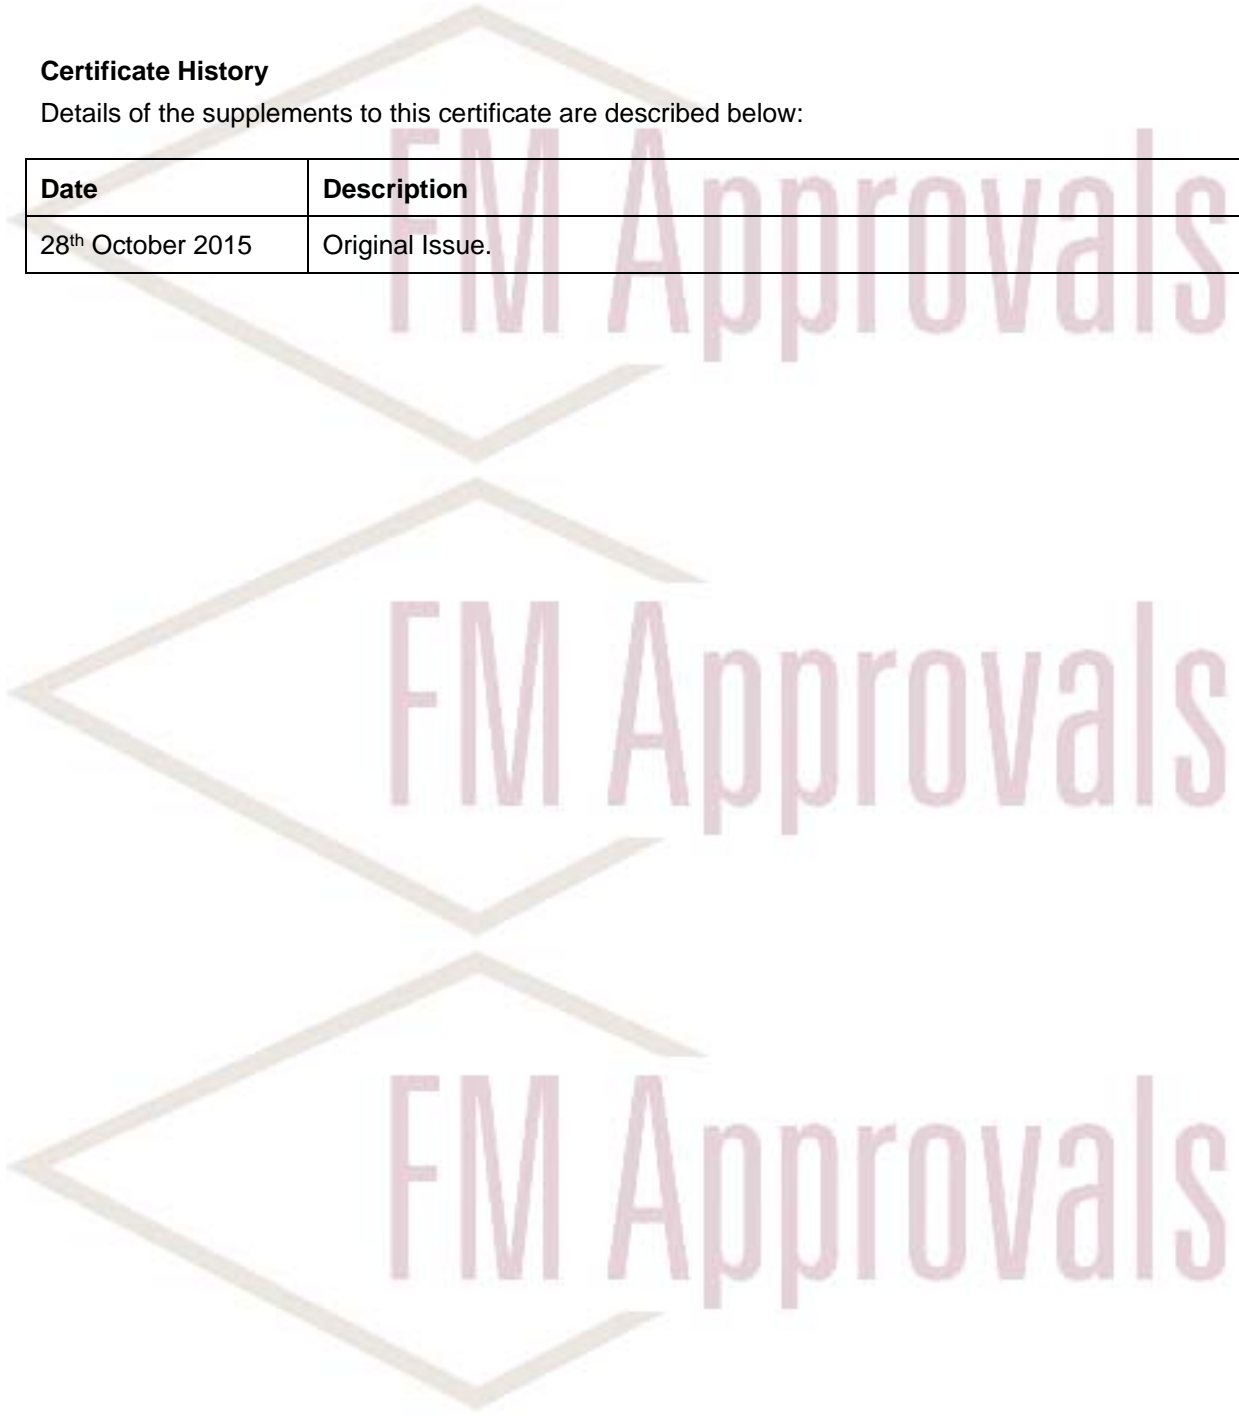 Certificate History
Details of the supplements to this certificate are described below:
Date Description
28th October 2015 Original Issue.
FM Approvals
FM Approvals
FM Approvals